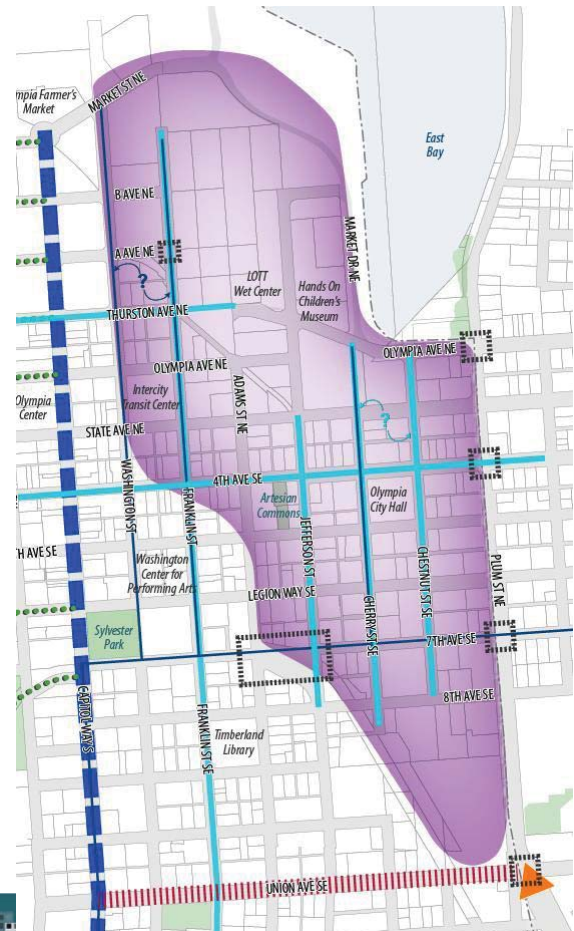 mpia Farmer's
Market
MARKET ST NE
East
Bay
B AVE NE
MARKET DR NE
A AVE NE
?
LOTT
Wet Center
Hands On
Children's
Museum
THURSTON AVE NE
OLYMPIA AVE NE
OLYMPIA AVE NE
Olympia
Center
Intercity
Transit Center
ADAMS ST NE
?
STATE AVE NE
WASHINGTON ST
4TH AVE SE
FRANKLIN ST
Artesian
Commons
Olympia
City Hall
JEFFERSON ST
TH AVE SE
Washington
Center for
Performing Arts
CHESTNUT ST SE
PLUM ST NE
LEGION WAY SE
CHERRY ST SE
Sylvester
Park
7TH AVE SE
8TH AVE SE
CAPITOL WAY S
FRANKLIN ST SE
Timberland
Library
UNION AVE SE